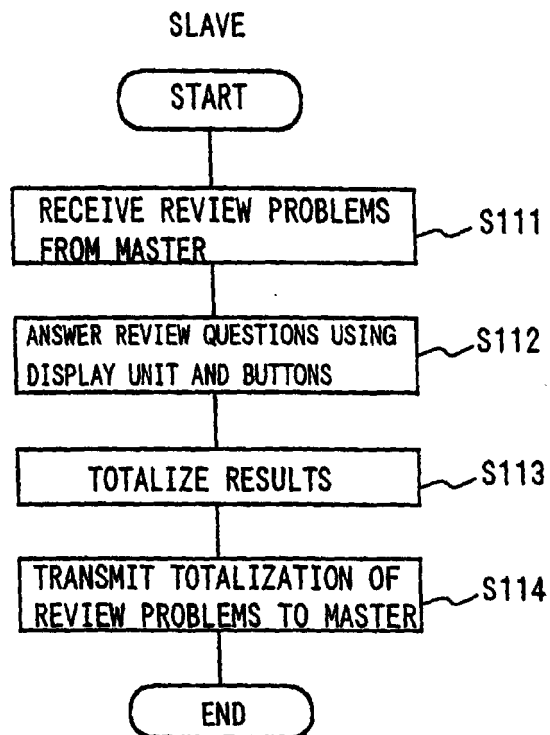 SLAVE
START
RECEIVE REVIEW PROBLEMS
FROM MASTER
S111
ANSWER REVIEW QUESTIONS USING
DISPLAY UNIT AND BUTTONS
S112
TOTALIZE RESULTS
S113
TRANSMIT TOTALIZATION OF
REVIEW PROBLEMS TO MASTER
S114
END